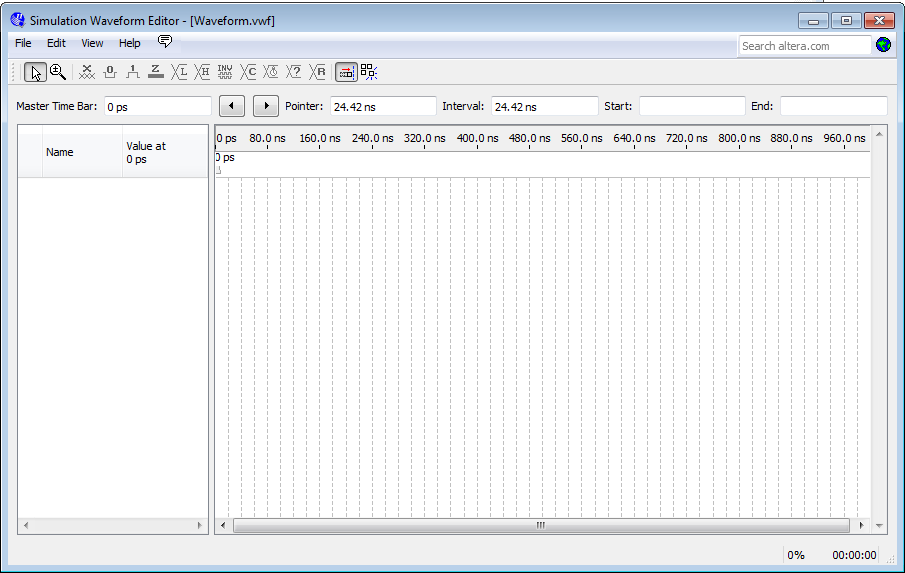 Simulation Waveform Editor - [Waveform.vwf]
File Edit View Help
Search altera.com
Master Time Bar: 0 ps Pointer: 24.42 ns Interval: 24.42 ns Start: End:
Name Value at 0 ps
0 ps 80.0 ns 160.0 ns 240.0 ns 320.0 ns 400.0 ns 480.0 ns 560.0 ns 640.0 ns 720.0 ns 800.0 ns 880.0 ns 960.0 ns
0 ps
0% 00:00:00